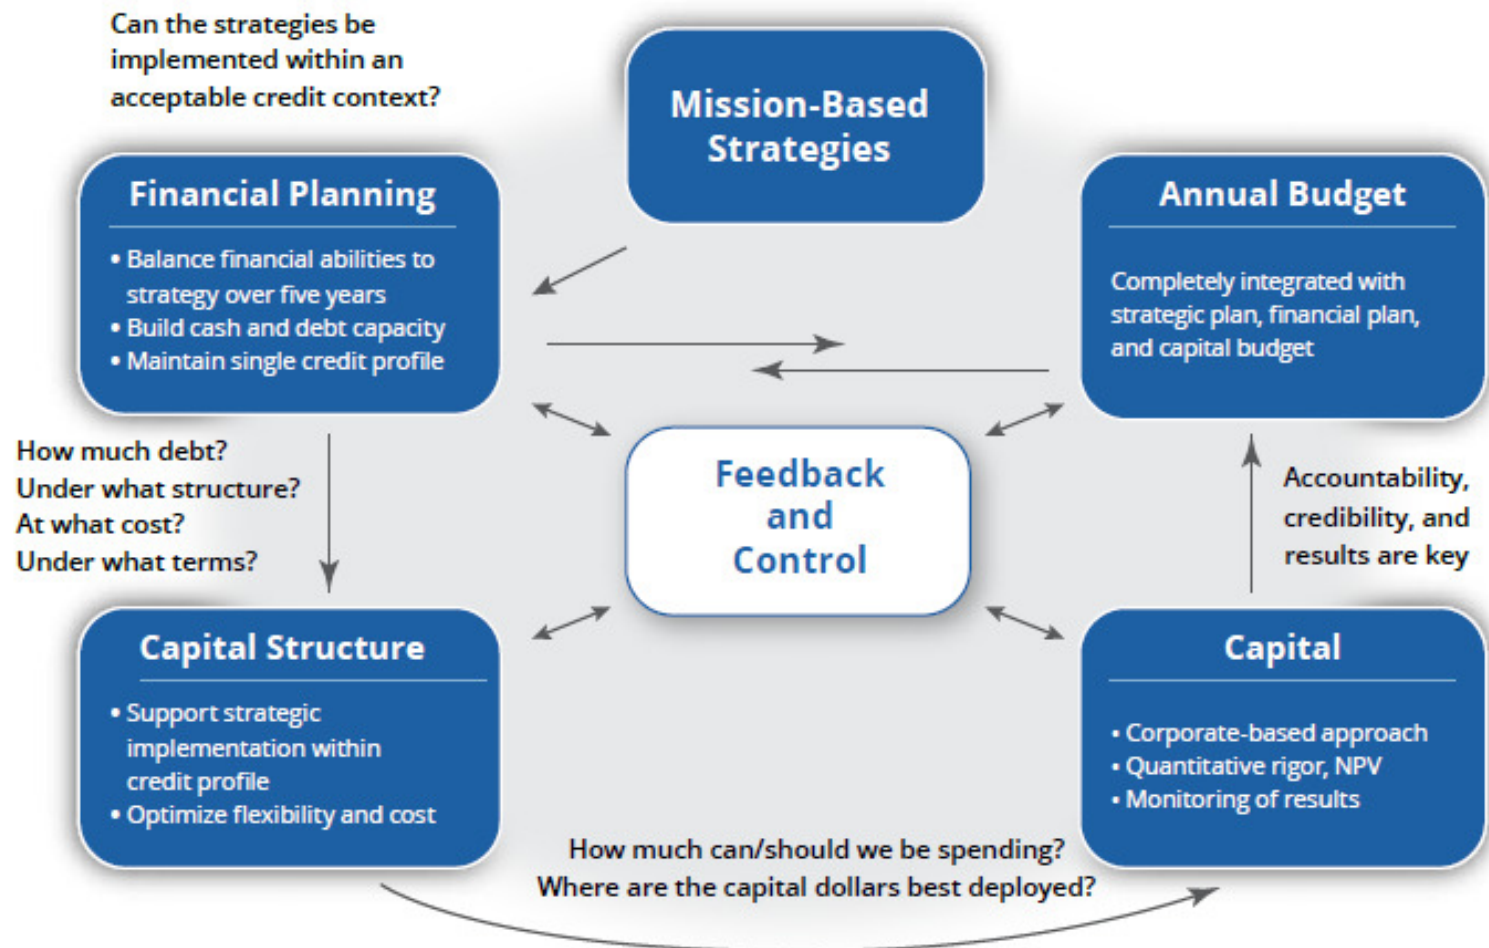 Can the strategies be
implemented within an
acceptable credit context?
Mission-Based
Strategies
Financial Planning
• Balance financial abilities to
strategy over five years
• Build cash and debt capacity
• Maintain single credit profile
Annual Budget
Completely integrated with
strategic plan, financial plan,
and capital budget
How much debt?
Under what structure?
At what cost?
Under what terms?
Feedback
and
Control
Accountability,
credibility, and
results are key
Capital Structure
• Support strategic
implementation within
credit profile
• Optimize flexibility and cost
Capital
• Corporate-based approach
• Quantitative rigor, NPV
• Monitoring of results
How much can/should we be spending?
Where are the capital dollars best deployed?